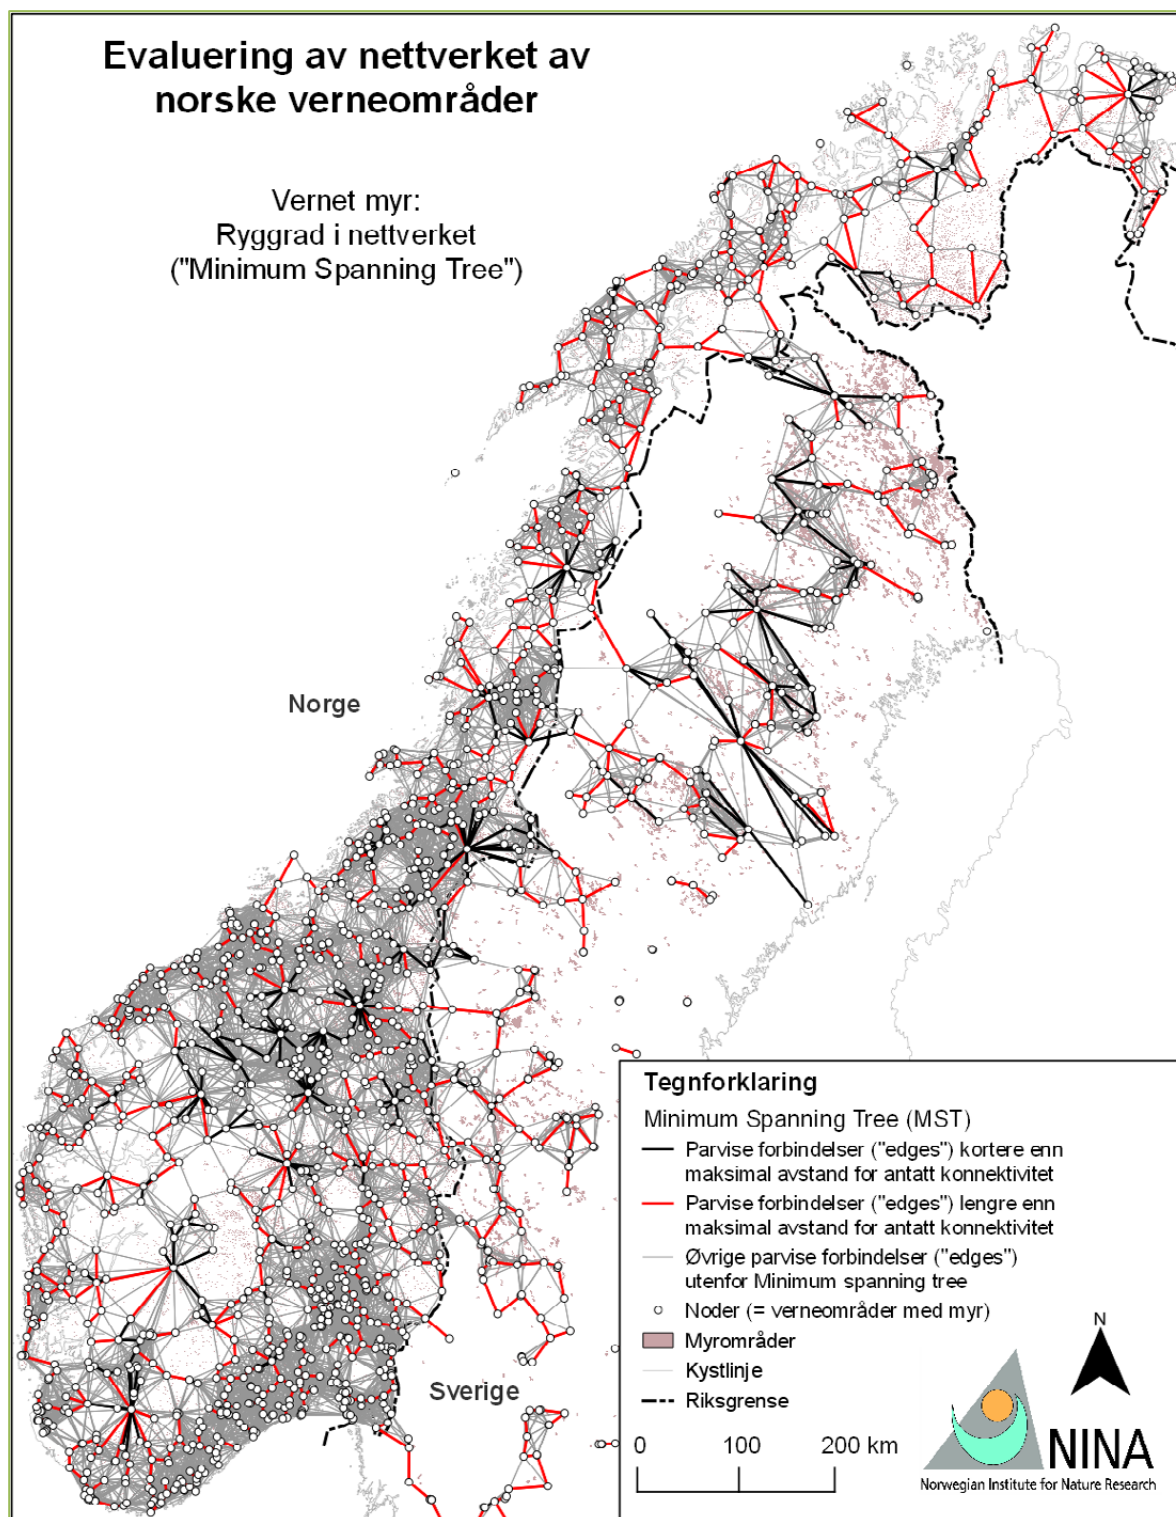 Evaluering av nettverket av
norske verneområder
Vernet myr:
Ryggrad i nettverket
("Minimum Spanning Tree")
Norge
Sverige
Tegnforklaring
Minimum Spanning Tree (MST)
Parvise forbindelser ("edges") kortere enn
maksimal avstand for antatt konnektivitet
Parvise forbindelser ("edges") lengre enn
maksimal avstand for antatt konnektivitet
Øvrige parvise forbindelser ("edges")
utenfor Minimum spanning tree
Noder (= verneområder med myr)
Myrområder
Kystlinje
Riksgrense
N
0 100 200 km
NINA
Norwegian Institute for Nature Research